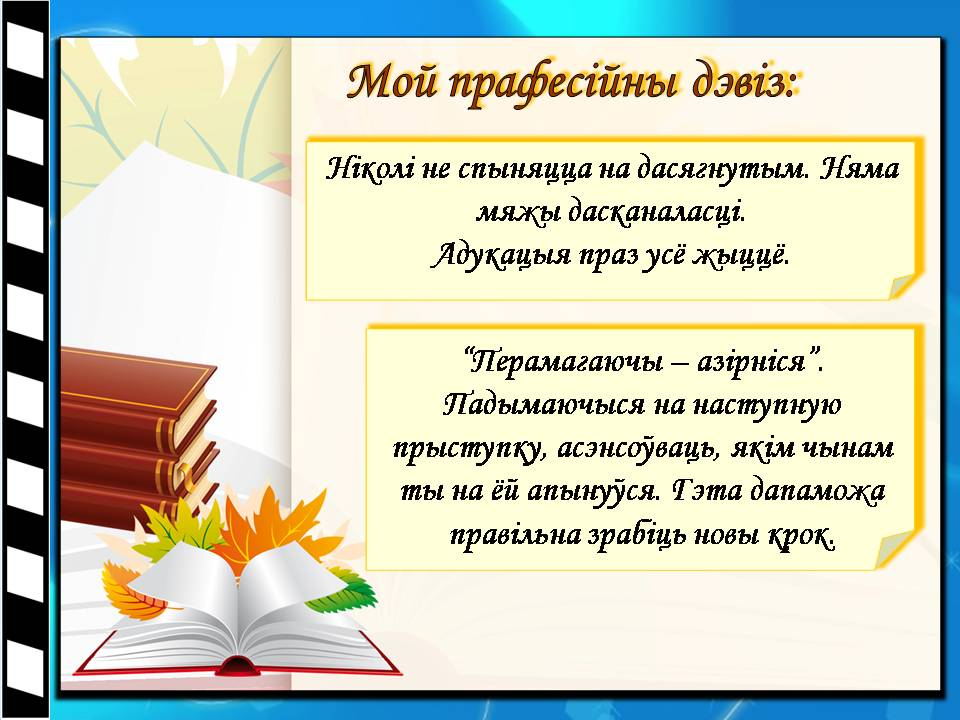 Мой прафесійны дэвіз:
Ніколі не спыняцца на дасягнутым. Няма
мяжы дасканаласці.
Адукацыя праз усё жыццё.
“Перамагаючы – азірніся”.
Падымаючыся на наступную
прыступку, асэнсоўваць, якім чынам
ты на ёй апынуўся. Гэта дапаможа
правільна зрабіць новы крок.